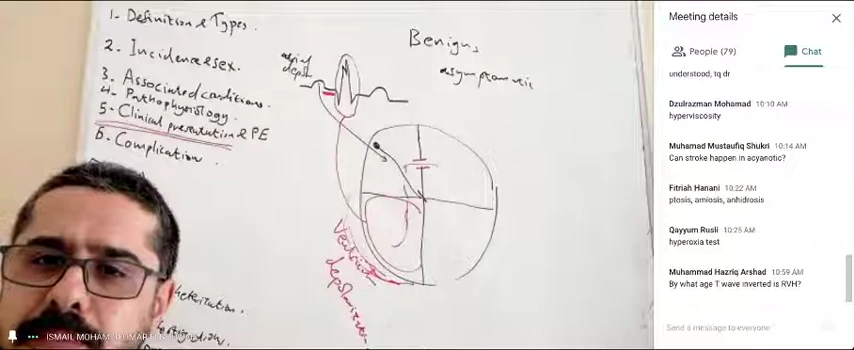 1- Definition & Types.
2. Incidence & sex.
3. Associated conditions.
4- Pathophysiology.
5- Clinical presentation & PE
6- Complication.
Benign,
asymptomatic
atrial
depol.
Ventricular
depolarization
ISMAIL MOHAM
Meeting details
People (79)
Chat
understood, tq dr
Dzulrazman Mohamad 10:10 AM
hyperviscosity
Muhamad Mustaufiq Shukri 10:14 AM
Can stroke happen in acyanotic?
Fitriah Hanani 10:22 AM
ptosis, amiosis, anhidrosis
Qayyum Rusli 10:25 AM
hyperoxia test
Muhammad Hazriq Arshad 10:59 AM
By what age T wave inverted is RVH?
Send a message to everyone